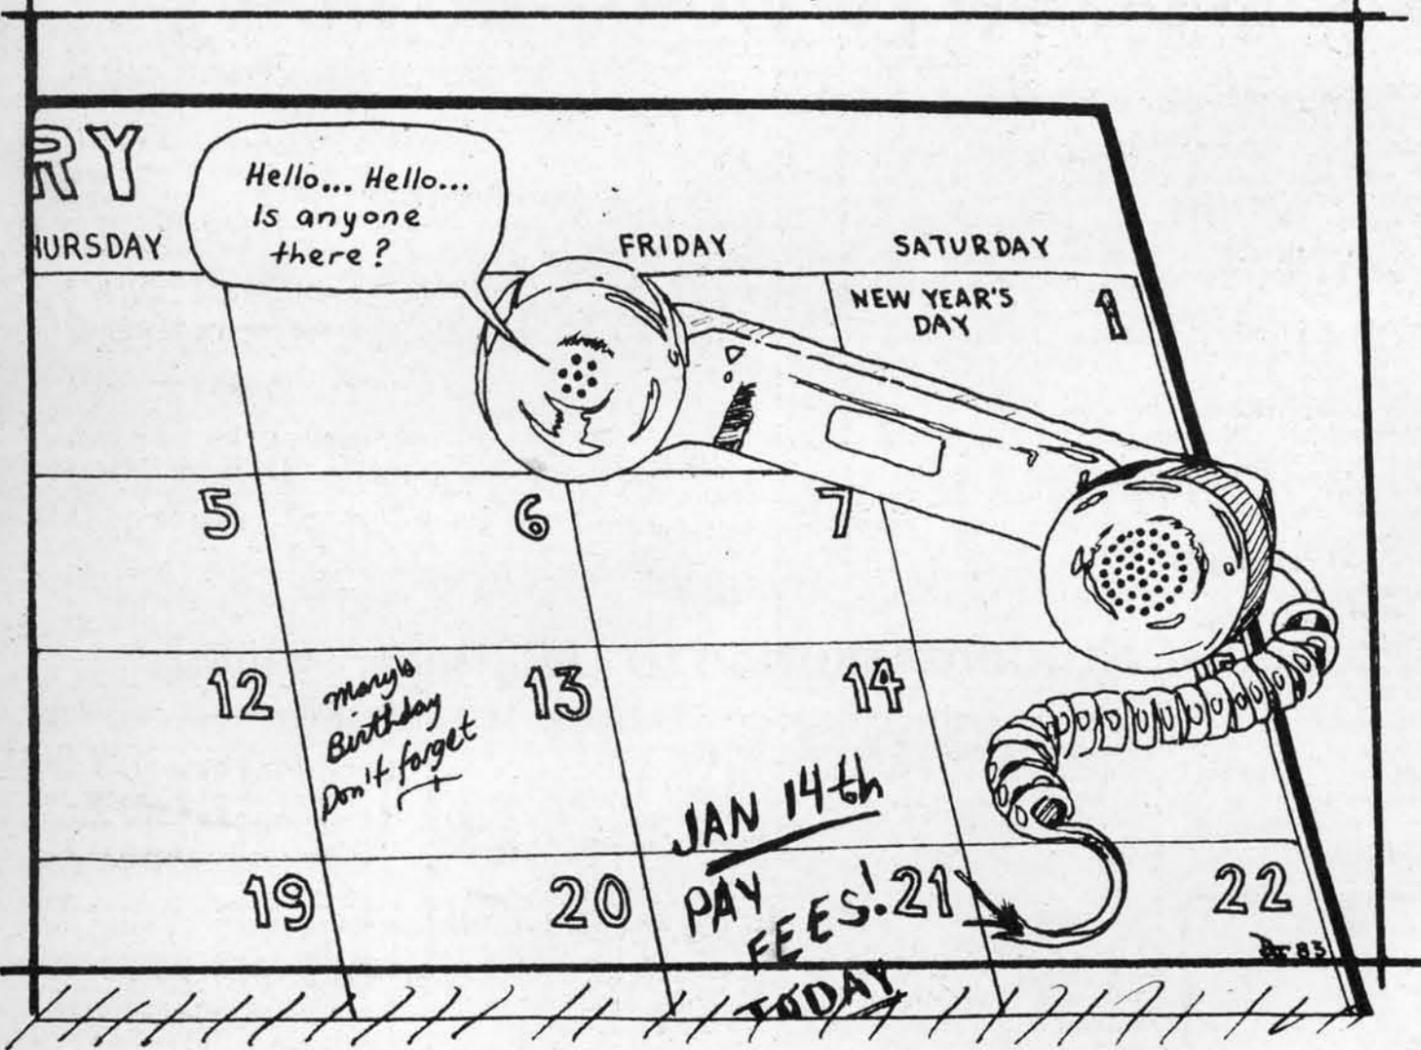 RY
Hello... Hello...
Is anyone
there?
HURSDAY FRIDAY SATURDAY
NEW YEAR'S
DAY
1
5 6 7
12 13 14
Mary's
Birthday
Don't forget
JAN 14th
PAY
FEES!
TODAY
19 20 21 22
83